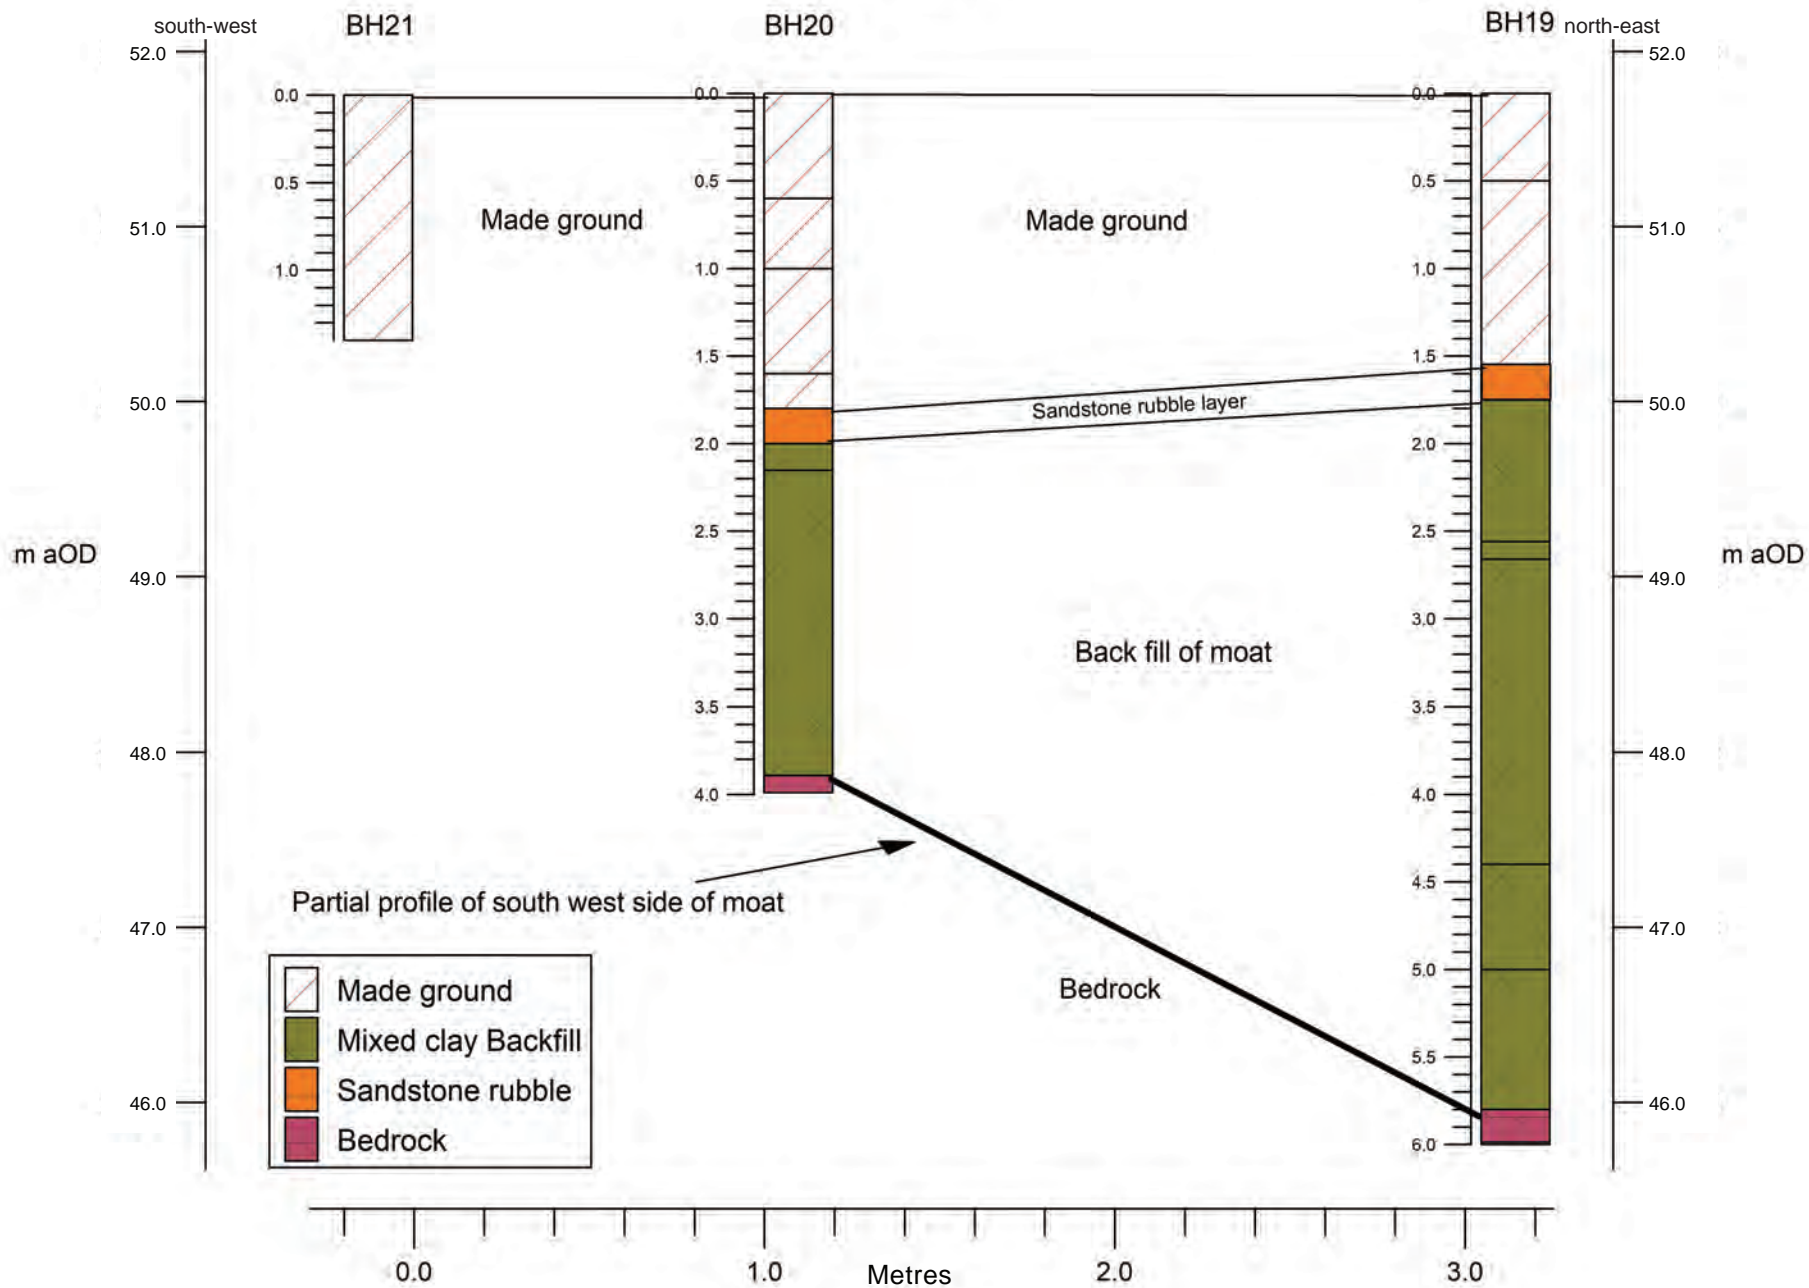 south-west BH21 BH20 BH19 north-east
52.0 52.0
0.0 0.0 0.0
0.5 0.5 0.5
51.0 Made ground Made ground 51.0
1.0 1.0 1.0
1.5 1.5
50.0 Sandstone rubble layer 50.0
2.0 2.0
2.5 2.5
m aOD m aOD
49.0 49.0
3.0 3.0
Back fill of moat
3.5 3.5
48.0 48.0
4.0 4.0
4.5
Partial profile of south west side of moat
47.0 47.0
5.0
Bedrock
Made ground
Mixed clay Backfill
5.5
Sandstone rubble
46.0 46.0
Bedrock
6.0
0.0 1.0 Metres 2.0 3.0